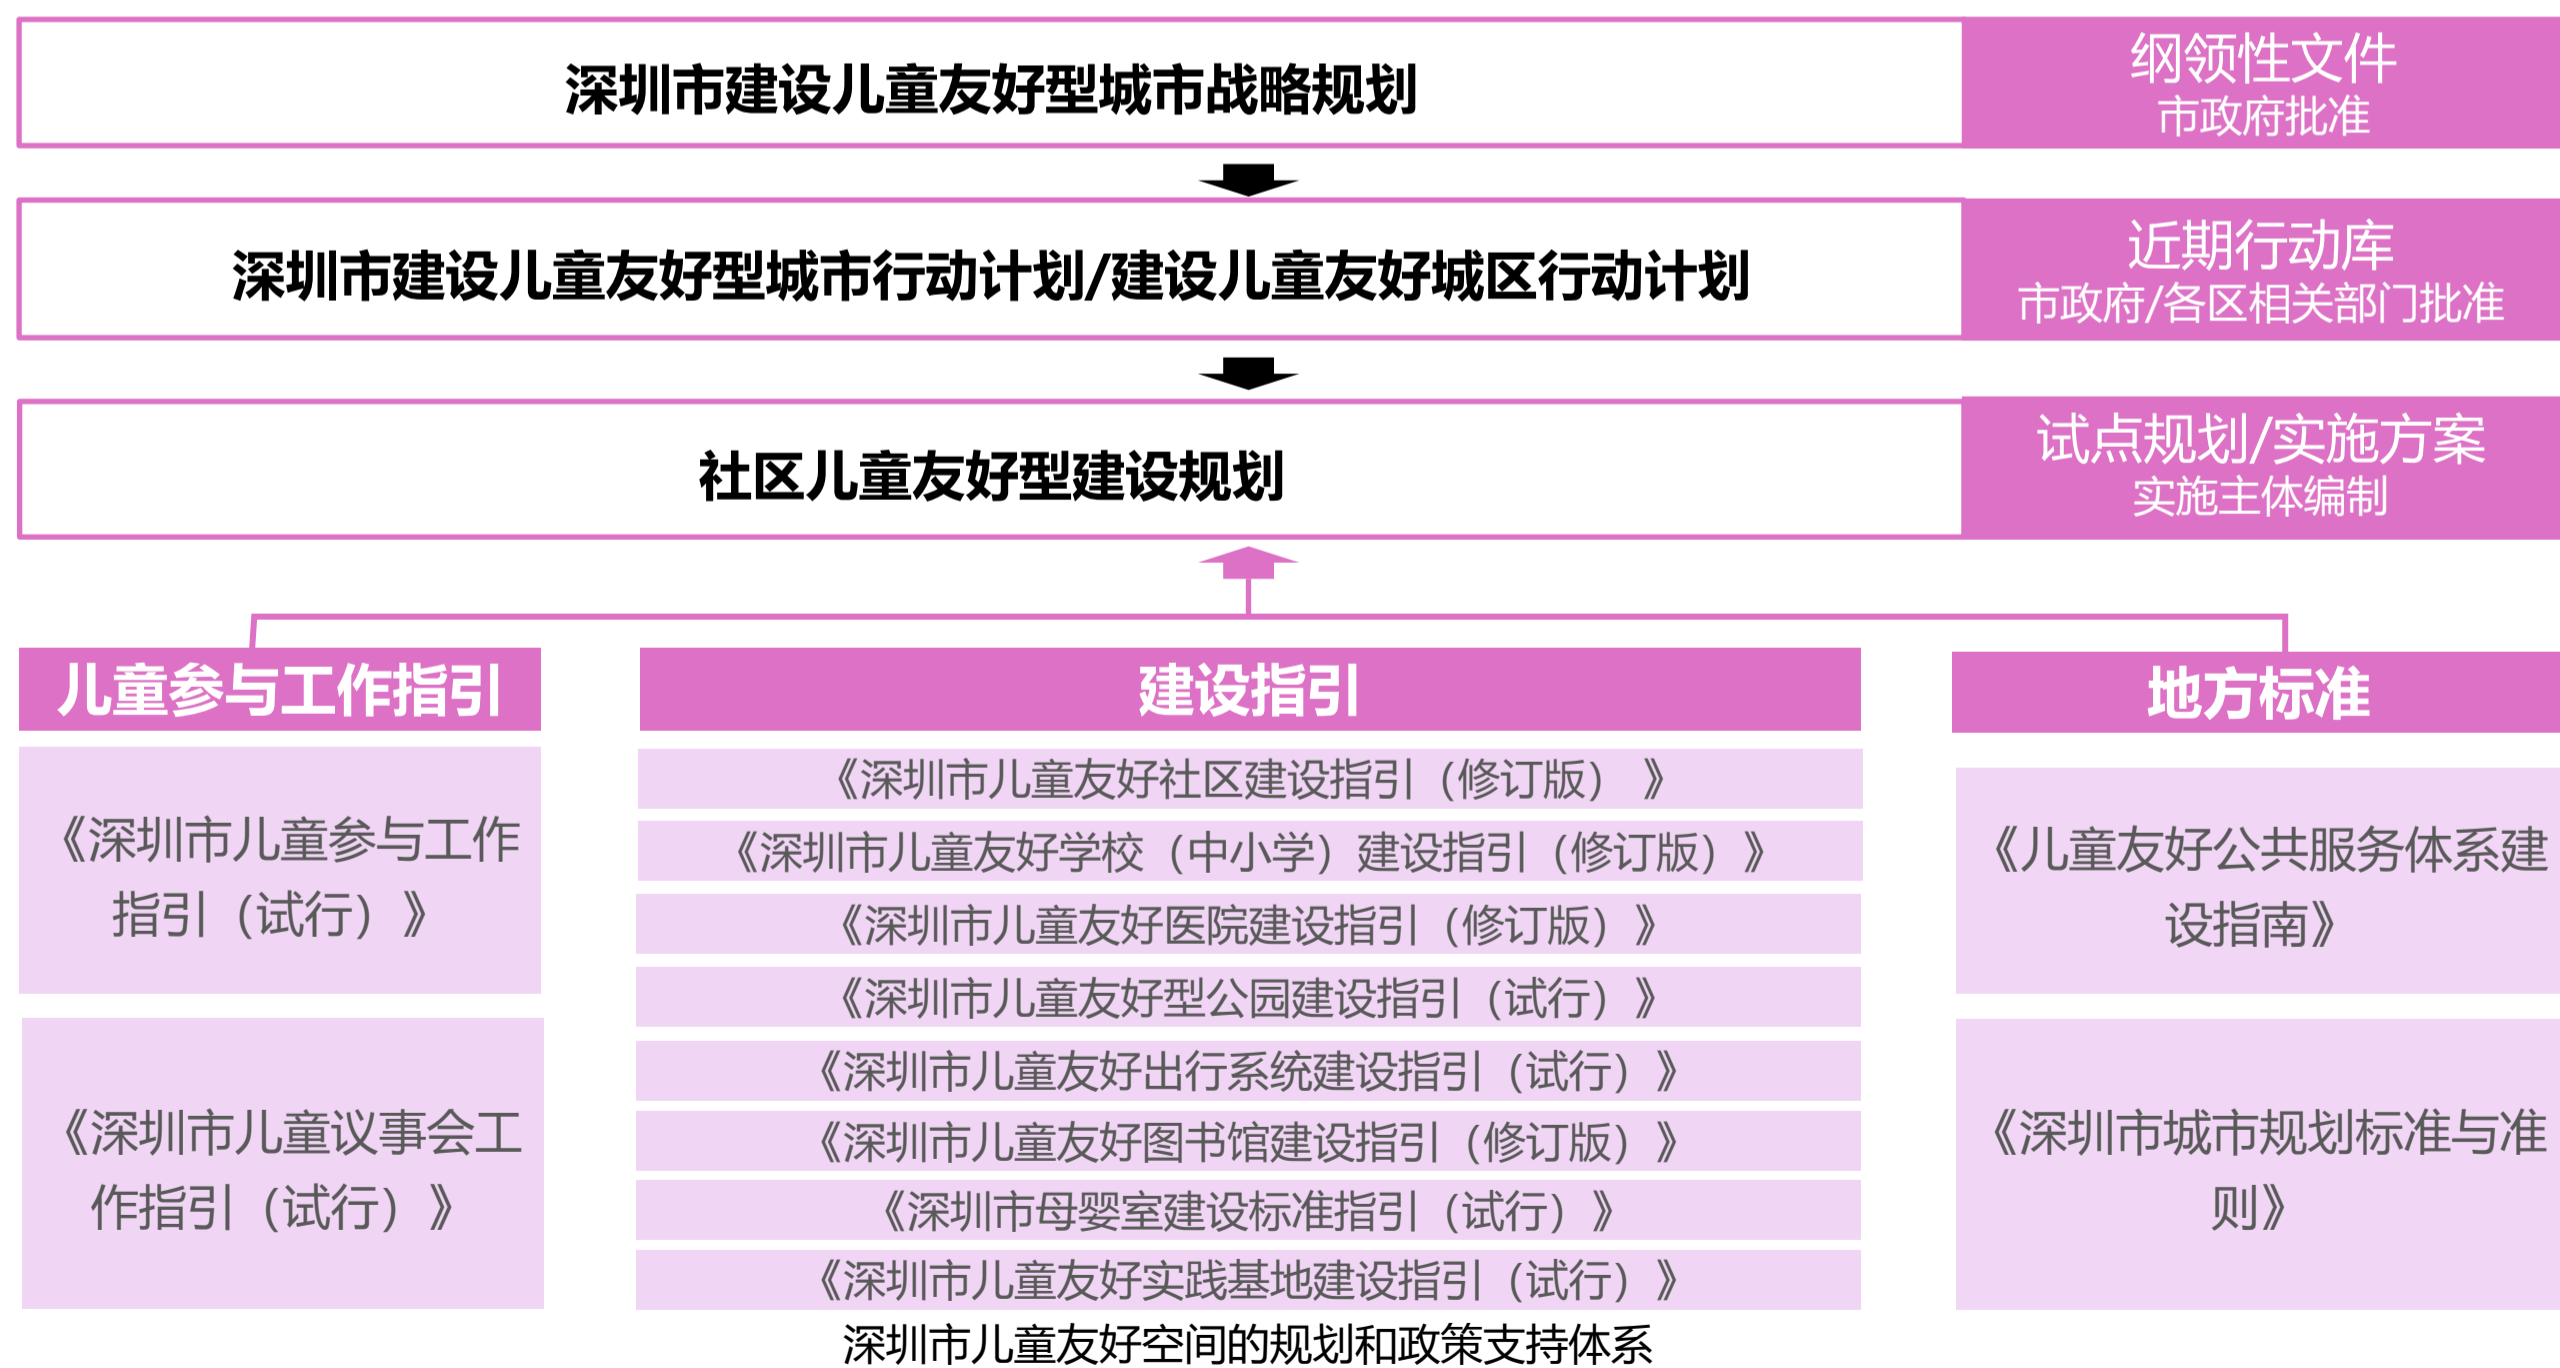 深圳市建设儿童友好型城市战略规划
纲领性文件
市政府批准
深圳市建设儿童友好型城市行动计划/建设儿童友好城区行动计划
近期行动库
市政府/各区相关部门批准
社区儿童友好型建设规划
试点规划/实施方案
实施主体编制
儿童参与工作指引
《深圳市儿童参与工作
指引（试行）》
《深圳市儿童议事会工
作指引（试行）》
建设指引
《深圳市儿童友好社区建设指引（修订版） 》
《深圳市儿童友好学校（中小学）建设指引（修订版）》
《深圳市儿童友好医院建设指引（修订版）》
《深圳市儿童友好型公园建设指引（试行）》
《深圳市儿童友好出行系统建设指引（试行）》
《深圳市儿童友好图书馆建设指引（修订版）》
《深圳市母婴室建设标准指引（试行）》
《深圳市儿童友好实践基地建设指引（试行）》
地方标准
《儿童友好公共服务体系建
设指南》
《深圳市城市规划标准与准
则》
深圳市儿童友好空间的规划和政策支持体系